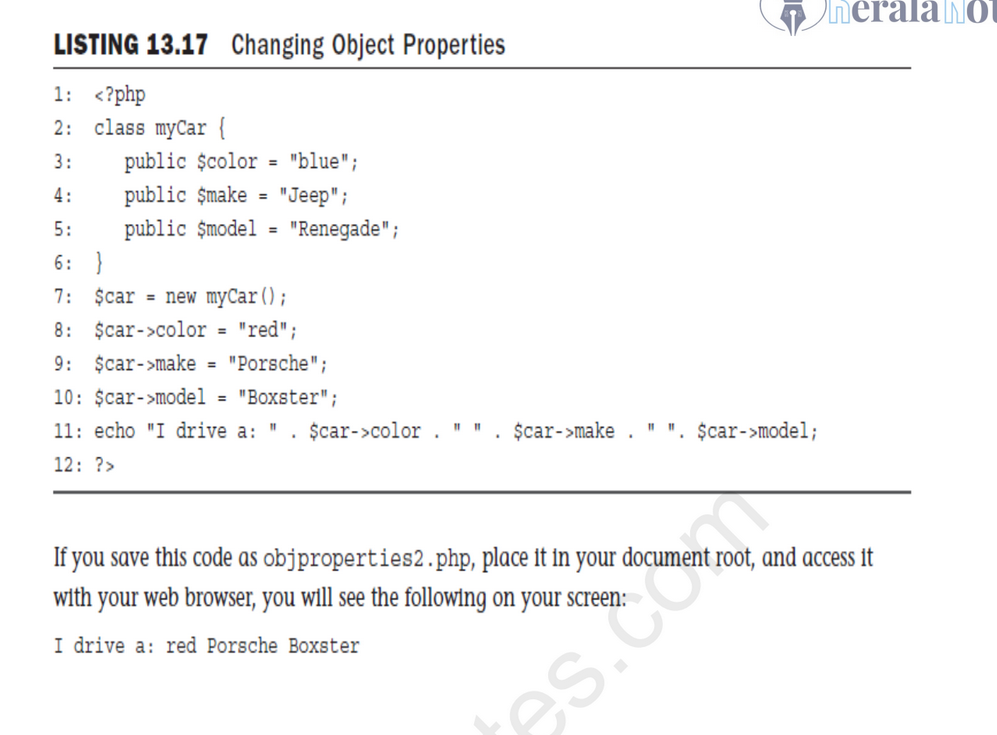 LISTING 13.17 Changing Object Properties
1: <?php
2: class myCar {
3: public $color = "blue";
4: public $make = "Jeep";
5: public $model = "Renegade";
6: }
7: $car = new myCar();
8: $car->color = "red";
9: $car->make = "Porsche";
10: $car->model = "Boxster";
11: echo "I drive a: " . $car->color . " " . $car->make . " ". $car->model;
12: ?>
If you save this code as objproperties2.php, place it in your document root, and access it
with your web browser, you will see the following on your screen:
I drive a: red Porsche Boxster